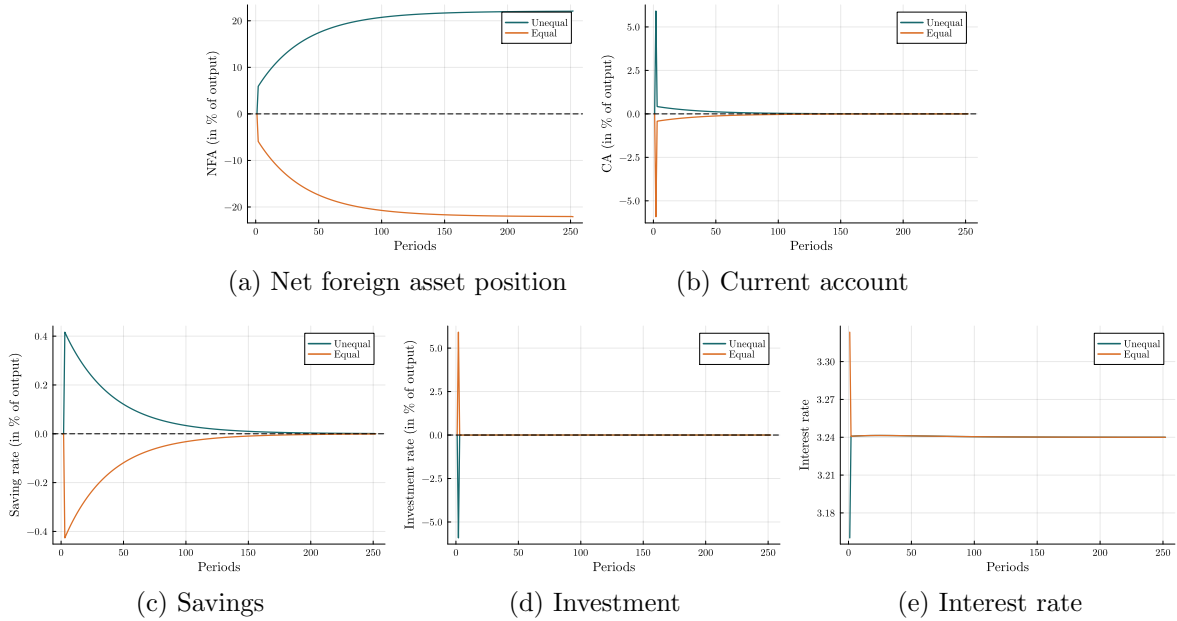 NFA (in % of output)
20
10
0
−10
−20
0
50
100
150
200
250
Periods
Unequal
Equal
(a) Net foreign asset position
CA (in % of output)
5.0
2.5
0.0
−2.5
−5.0
0
50
100
150
200
250
Periods
Unequal
Equal
(b) Current account
Saving rate (in % of output)
0.4
0.2
0.0
−0.2
−0.4
0
50
100
150
200
250
Periods
Unequal
Equal
(c) Savings
Investment rate (in % of output)
5.0
2.5
0.0
−2.5
−5.0
0
50
100
150
200
250
Periods
Unequal
Equal
(d) Investment
Interest rate
3.30
3.27
3.24
3.21
3.18
0
50
100
150
200
250
Periods
Unequal
Equal
(e) Interest rate